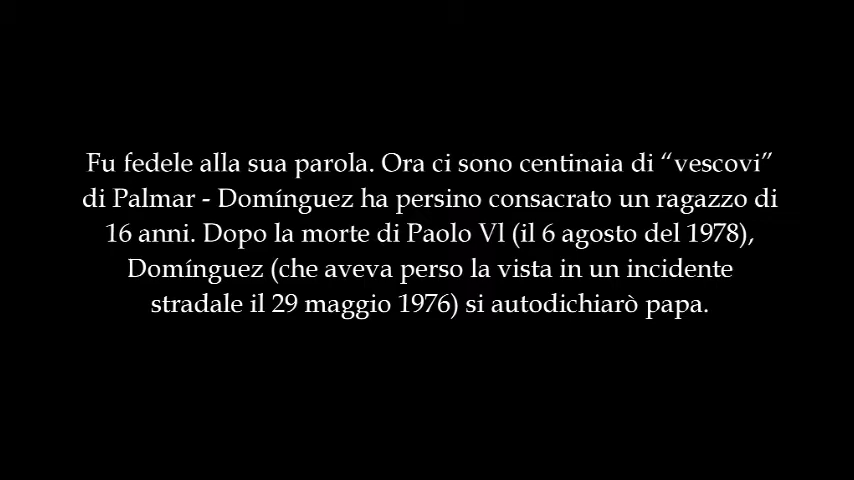 Fu fedele alla sua parola. Ora ci sono centinaia di “vescovi”
di Palmar - Domínguez ha persino consacrato un ragazzo di
16 anni. Dopo la morte di Paolo Vl (il 6 agosto del 1978),
Domínguez (che aveva perso la vista in un incidente
stradale il 29 maggio 1976) si autodichiarò papa.